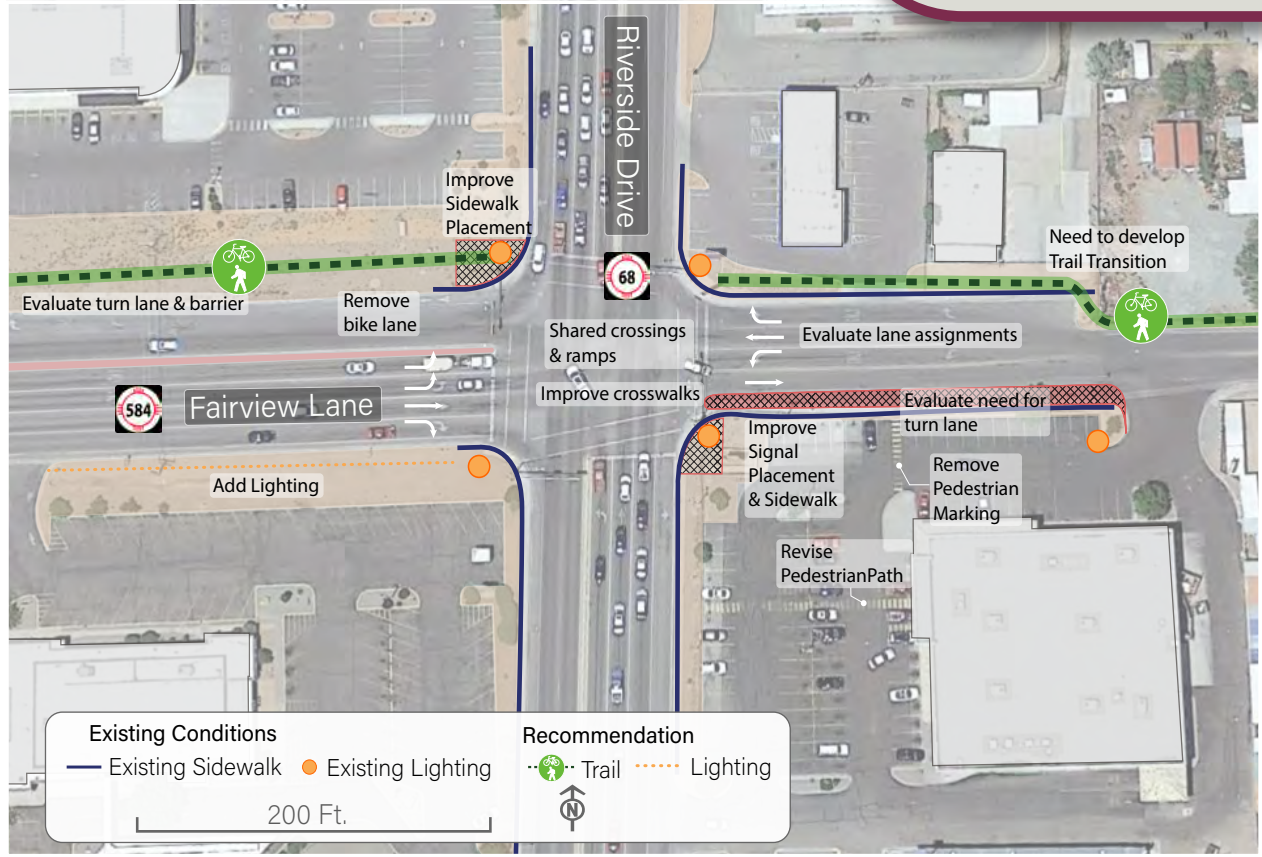 Riverside Drive
Improve
Sidewalk
Placement
Need to develop
Trail Transition
68
Evaluate turn lane & barrier
Remove
bike lane
Shared crossings
& ramps
Evaluate lane assignments
584
Fairview Lane
Improve crosswalks
Evaluate need for
turn lane
Improve
Signal
Placement
& Sidewalk
Remove
Pedestrian
Marking
Add Lighting
Revise
PedestrianPath
Existing Conditions
Existing Sidewalk
Existing Lighting
Recommendation
Trail
Lighting
200 Ft.
N